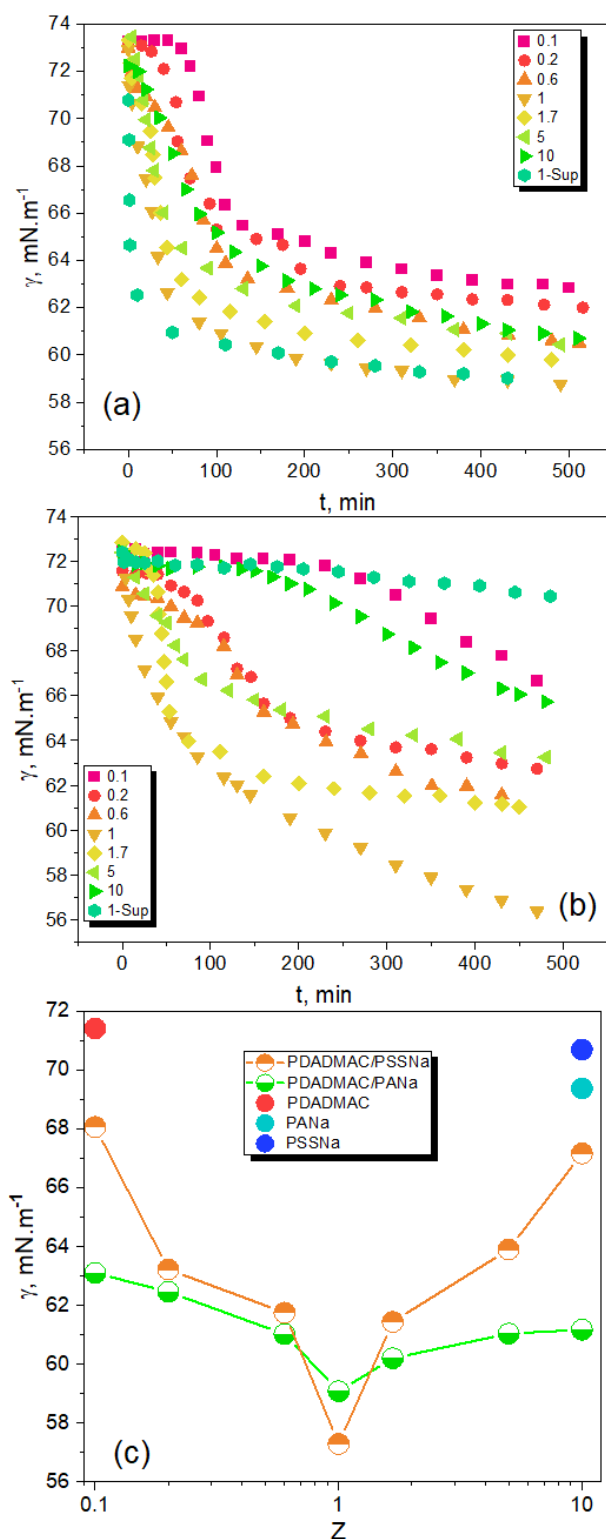 74
72
70
68
66
64
62
60
58
56
γ, mN.m⁻¹
0.1
0.2
0.6
1
1.7
5
10
1-Sup
(a)
0 100 200 300 400 500
t, min
74
72
70
68
66
64
62
60
58
56
γ, mN.m⁻¹
0.1
0.2
0.6
1
1.7
5
10
1-Sup
(b)
0 100 200 300 400 500
t, min
72
70
68
66
64
62
60
58
56
γ, mN.m⁻¹
PDADMAC/PSSNa
PDADMAC/PANa
PDADMAC
PANa
PSSNa
(c)
0.1 1 10
Z